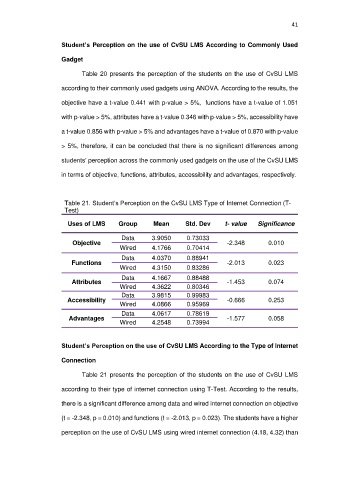 41
Student's Perception on the use of CvSU LMS According to Commonly Used
Gadget
Table 20 presents the perception of the students on the use of CvSU LMS
according to their commonly used gadgets using ANOVA. According to the results, the
objective have a t-value 0.441 with p-value > 5%, functions have a t-value of 1.051
with p-value > 5%, attributes have a t-value 0.346 with p-value > 5%, accessibility have
a t-value 0.856 with p-value > 5% and advantages have a t-value of 0.870 with p-value
> 5%, therefore, it can be concluded that there is no significant differences among
students' perception across the commonly used gadgets on the use of the CvSU LMS
in terms of objective, functions, attributes, accessibility and advantages, respectively.
Table 21. Student's Perception on the CvSU LMS Type of Internet Connection (T-
Test)
Uses of LMS Group Mean Std. Dev t- value Significance
Objective Data 3.9050 0.73033 -2.348 0.010
Wired 4.1766 0.70414
Functions Data 4.0370 0.88941 -2.013 0.023
Wired 4.3150 0.83286
Attributes Data 4.1667 0.88488 -1.453 0.074
Wired 4.3622 0.80346
Accessibility Data 3.9815 0.99983 -0.666 0.253
Wired 4.0866 0.95969
Advantages Data 4.0617 0.78619 -1.577 0.058
Wired 4.2548 0.73994
Student's Perception on the use of CvSU LMS According to the Type of Internet
Connection
Table 21 presents the perception of the students on the use of CvSU LMS
according to their type of internet connection using T-Test. According to the results,
there is a significant difference among data and wired internet connection on objective
(t = -2.348, p = 0.010) and functions (t = -2.013, p = 0.023). The students have a higher
perception on the use of CvSU LMS using wired internet connection (4.18, 4.32) than